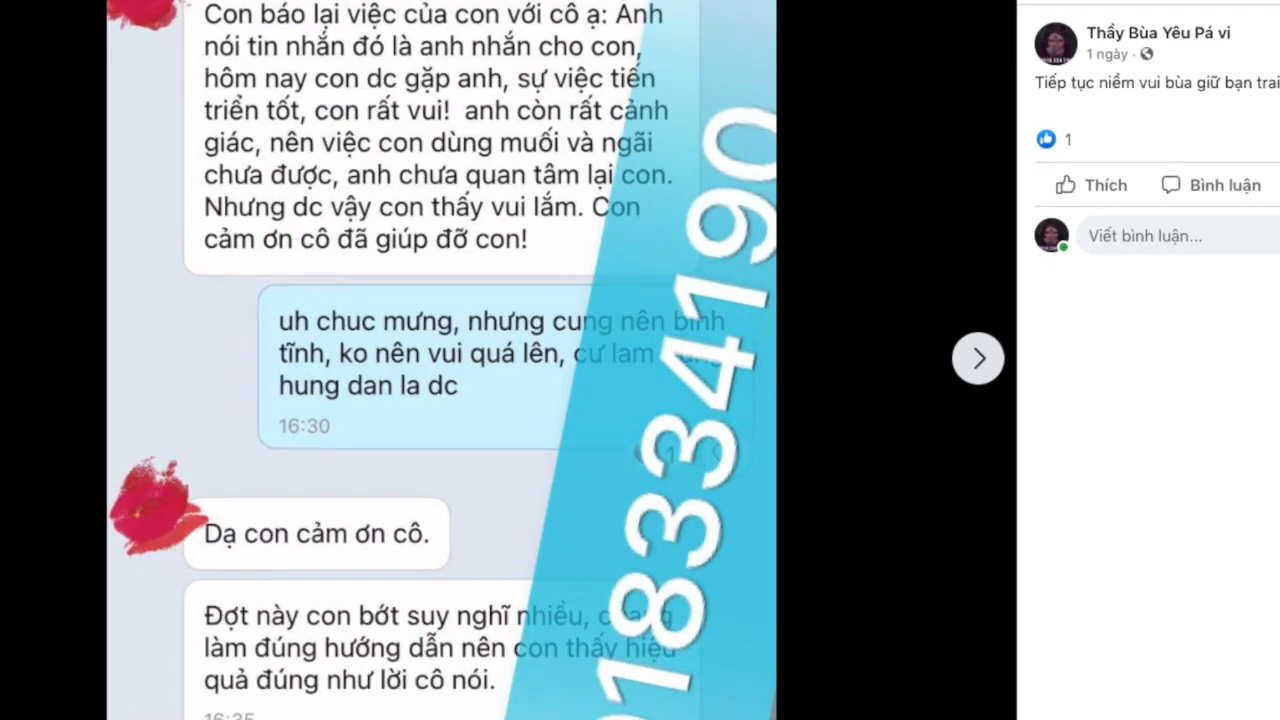 Con báo lại việc của con với cô ạ: Anh
nói tin nhắn đó là anh nhắn cho con,
hôm nay con dc gặp anh, sự việc tiến
triển tốt, con rất vui!  anh còn rất cảnh
giác, nên việc con dùng muối và ngãi
chưa được, anh chưa quan tâm lại con.
Nhưng dc vậy con thấy vui lắm. Con
cảm ơn cô đã giúp đỡ con!
uh chuc mưng, nhưng cung nên binh
tĩnh, ko nên vui quá lên, cư lam
hung dan la dc
16:30
Dạ con cảm ơn cô.
Đợt này con bớt suy nghĩ nhiều,
làm đúng hướng dẫn nên con thấy hiệu
quả đúng như lời cô nói.
16:35
0918334190
Thầy Bùa Yêu Pá vi
1 ngày ·
Tiếp tục niềm vui bùa giữ bạn trai
1
Thích
Bình luận
Viết bình luận...